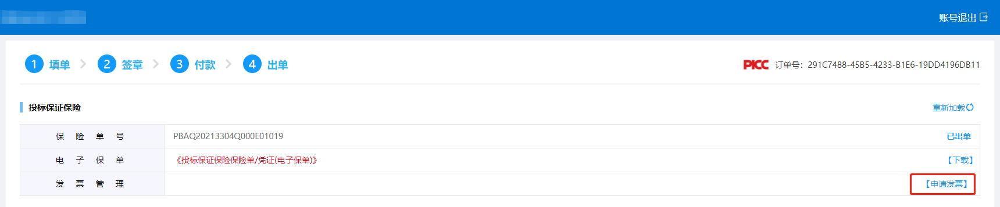 账号退出
1 填单 2 签章 3 付款 4 出单
PICC 订单号：291C7488-45B5-4233-B1E6-19DD4196DB11
投标保证保险 重新加载
保 险 单 号 PBAQ20213304Q000E01019 已出单
电 子 保 单 《投标保证保险保险单/凭证(电子保单)》 【下载】
发 票 管 理 【申请发票】